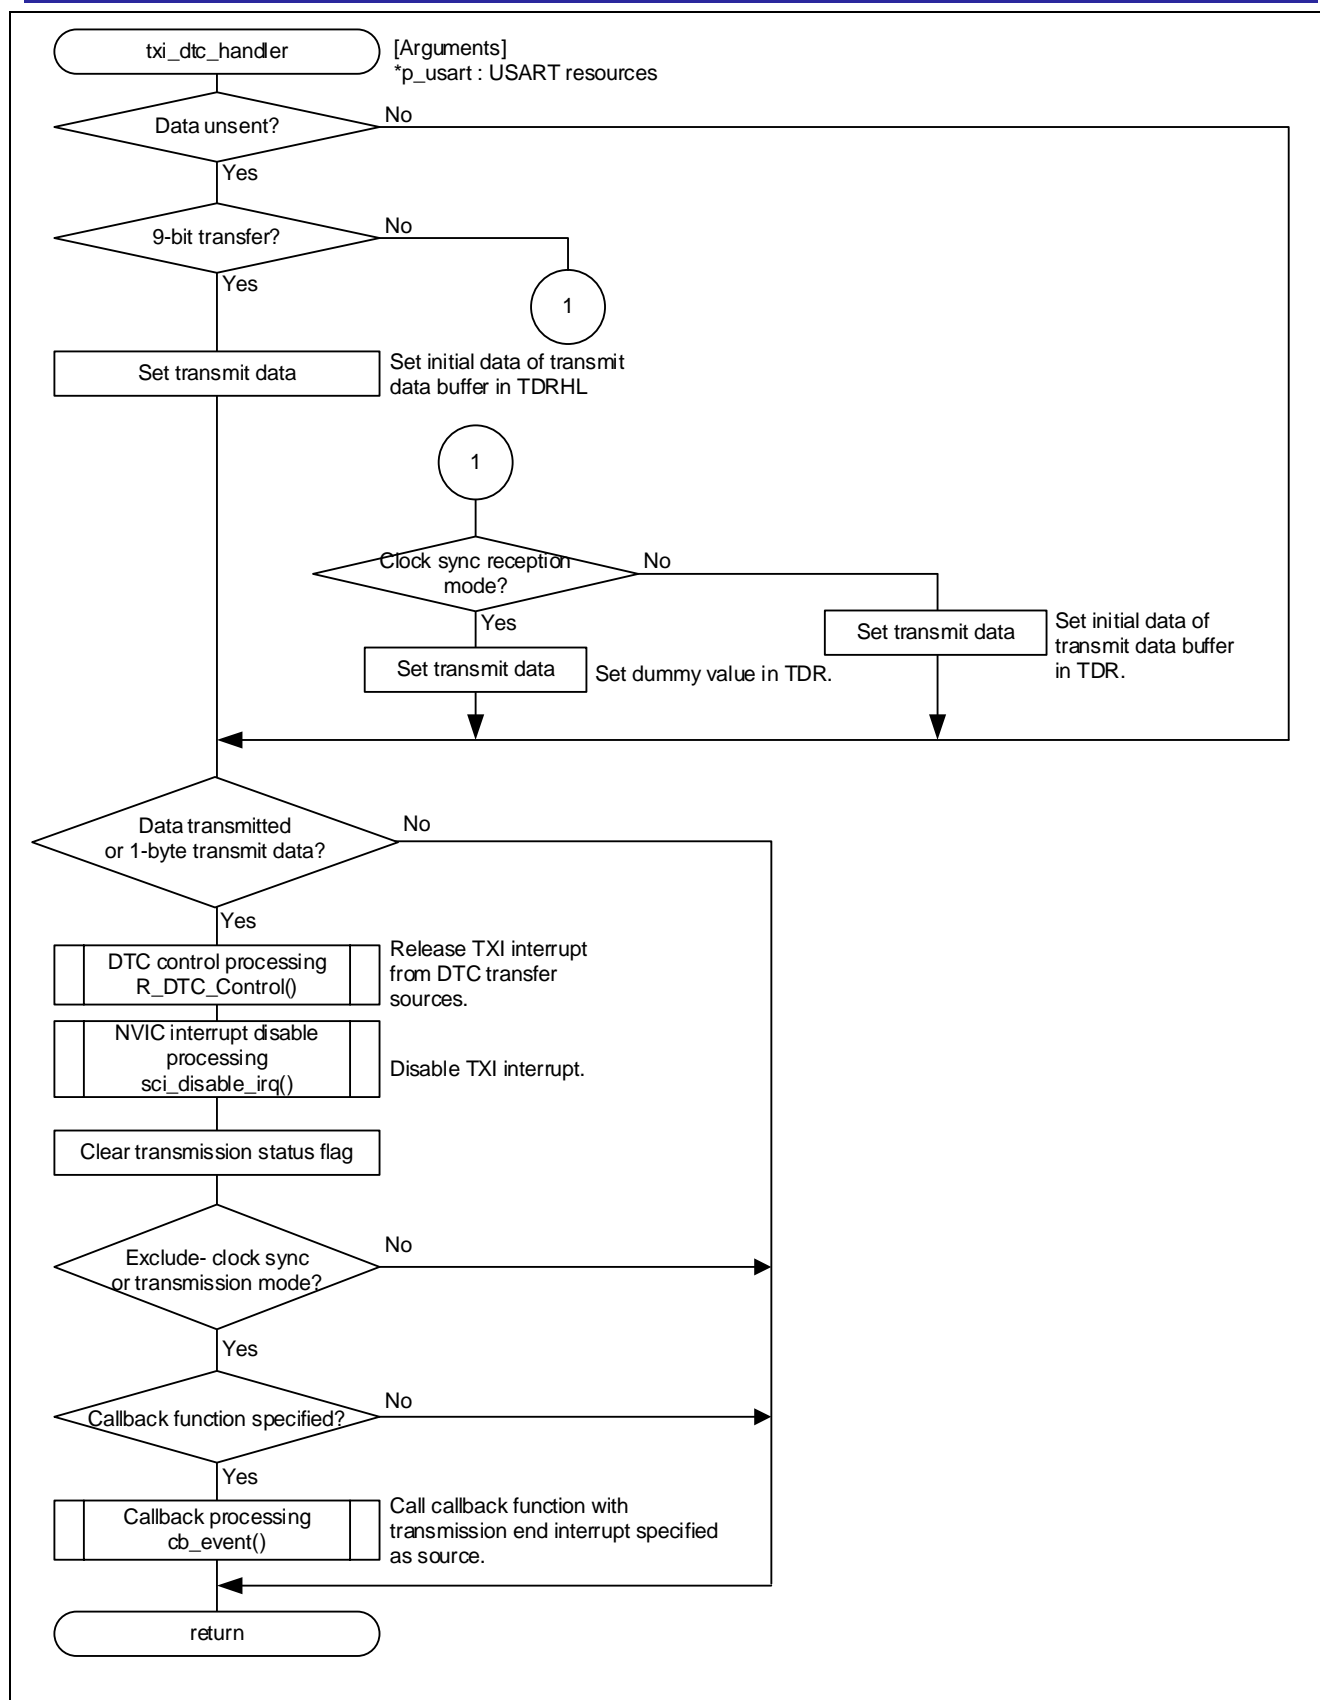 txi_dtc_handler
[Arguments]
*p_usart : USART resources
Data unsent?
No
Yes
9-bit transfer?
No
Yes
1
Set transmit data
Set initial data of transmit
data buffer in TDRHL
1
Clock sync reception
mode?
No
Yes
Set transmit data
Set dummy value in TDR.
Set transmit data
Set initial data of
transmit data buffer
in TDR.
Data transmitted
or 1-byte transmit data?
No
Yes
DTC control processing
R_DTC_Control()
Release TXI interrupt
from DTC transfer
sources.
NVIC interrupt disable
processing
sci_disable_irq()
Disable TXI interrupt.
Clear transmission status flag
Exclude- clock sync
or transmission mode?
No
Yes
Callback function specified?
No
Yes
Callback processing
cb_event()
Call callback function with
transmission end interrupt specified
as source.
return